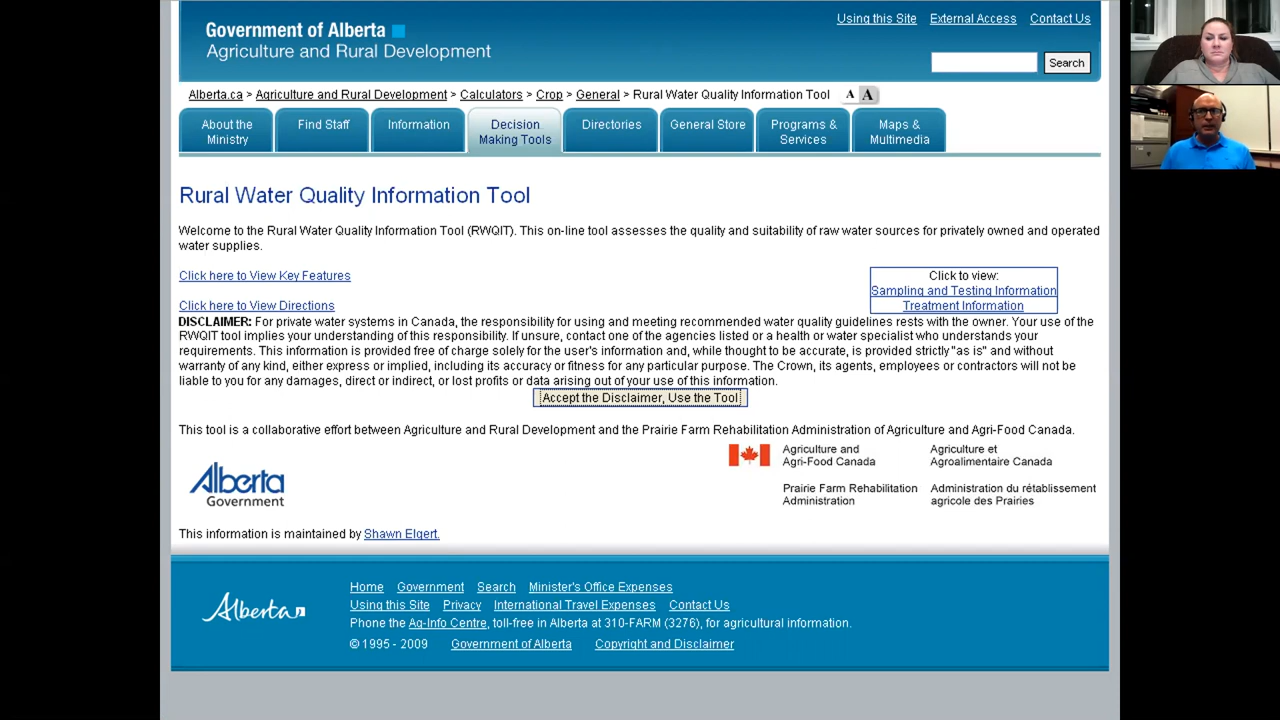 Using this Site External Access Contact Us
Government of Alberta
Agriculture and Rural Development
Search
Alberta.ca > Agriculture and Rural Development > Calculators > Crop > General > Rural Water Quality Information Tool A A
About the Ministry
Find Staff
Information
Decision Making Tools
Directories
General Store
Programs & Services
Maps & Multimedia
Rural Water Quality Information Tool
Welcome to the Rural Water Quality Information Tool (RWQIT). This on-line tool assesses the quality and suitability of raw water sources for privately owned and operated
water supplies.
Click here to View Key Features
Click to view:
Sampling and Testing Information
Treatment Information
Click here to View Directions
DISCLAIMER: For private water systems in Canada, the responsibility for using and meeting recommended water quality guidelines rests with the owner. Your use of the
RWQIT tool implies your understanding of this responsibility. If unsure, contact one of the agencies listed or a health or water specialist who understands your
requirements. This information is provided free of charge solely for the user's information and, while thought to be accurate, is provided strictly "as is" and without
warranty of any kind, either express or implied, including its accuracy or fitness for any particular purpose. The Crown, its agents, employees or contractors will not be
liable to you for any damages, direct or indirect, or lost profits or data arising out of your use of this information.
Accept the Disclaimer, Use the Tool
This tool is a collaborative effort between Agriculture and Rural Development and the Prairie Farm Rehabilitation Administration of Agriculture and Agri-Food Canada.
Alberta
Government
Agriculture and
Agri-Food Canada
Agriculture et
Agroalimentaire Canada
Prairie Farm Rehabilitation
Administration
Administration du rétablissement
agricole des Prairies
This information is maintained by Shawn Elgert.
Alberta
Home Government Search Minister's Office Expenses
Using this Site Privacy International Travel Expenses Contact Us
Phone the Ag-Info Centre, toll-free in Alberta at 310-FARM (3276), for agricultural information.
© 1995 - 2009 Government of Alberta Copyright and Disclaimer